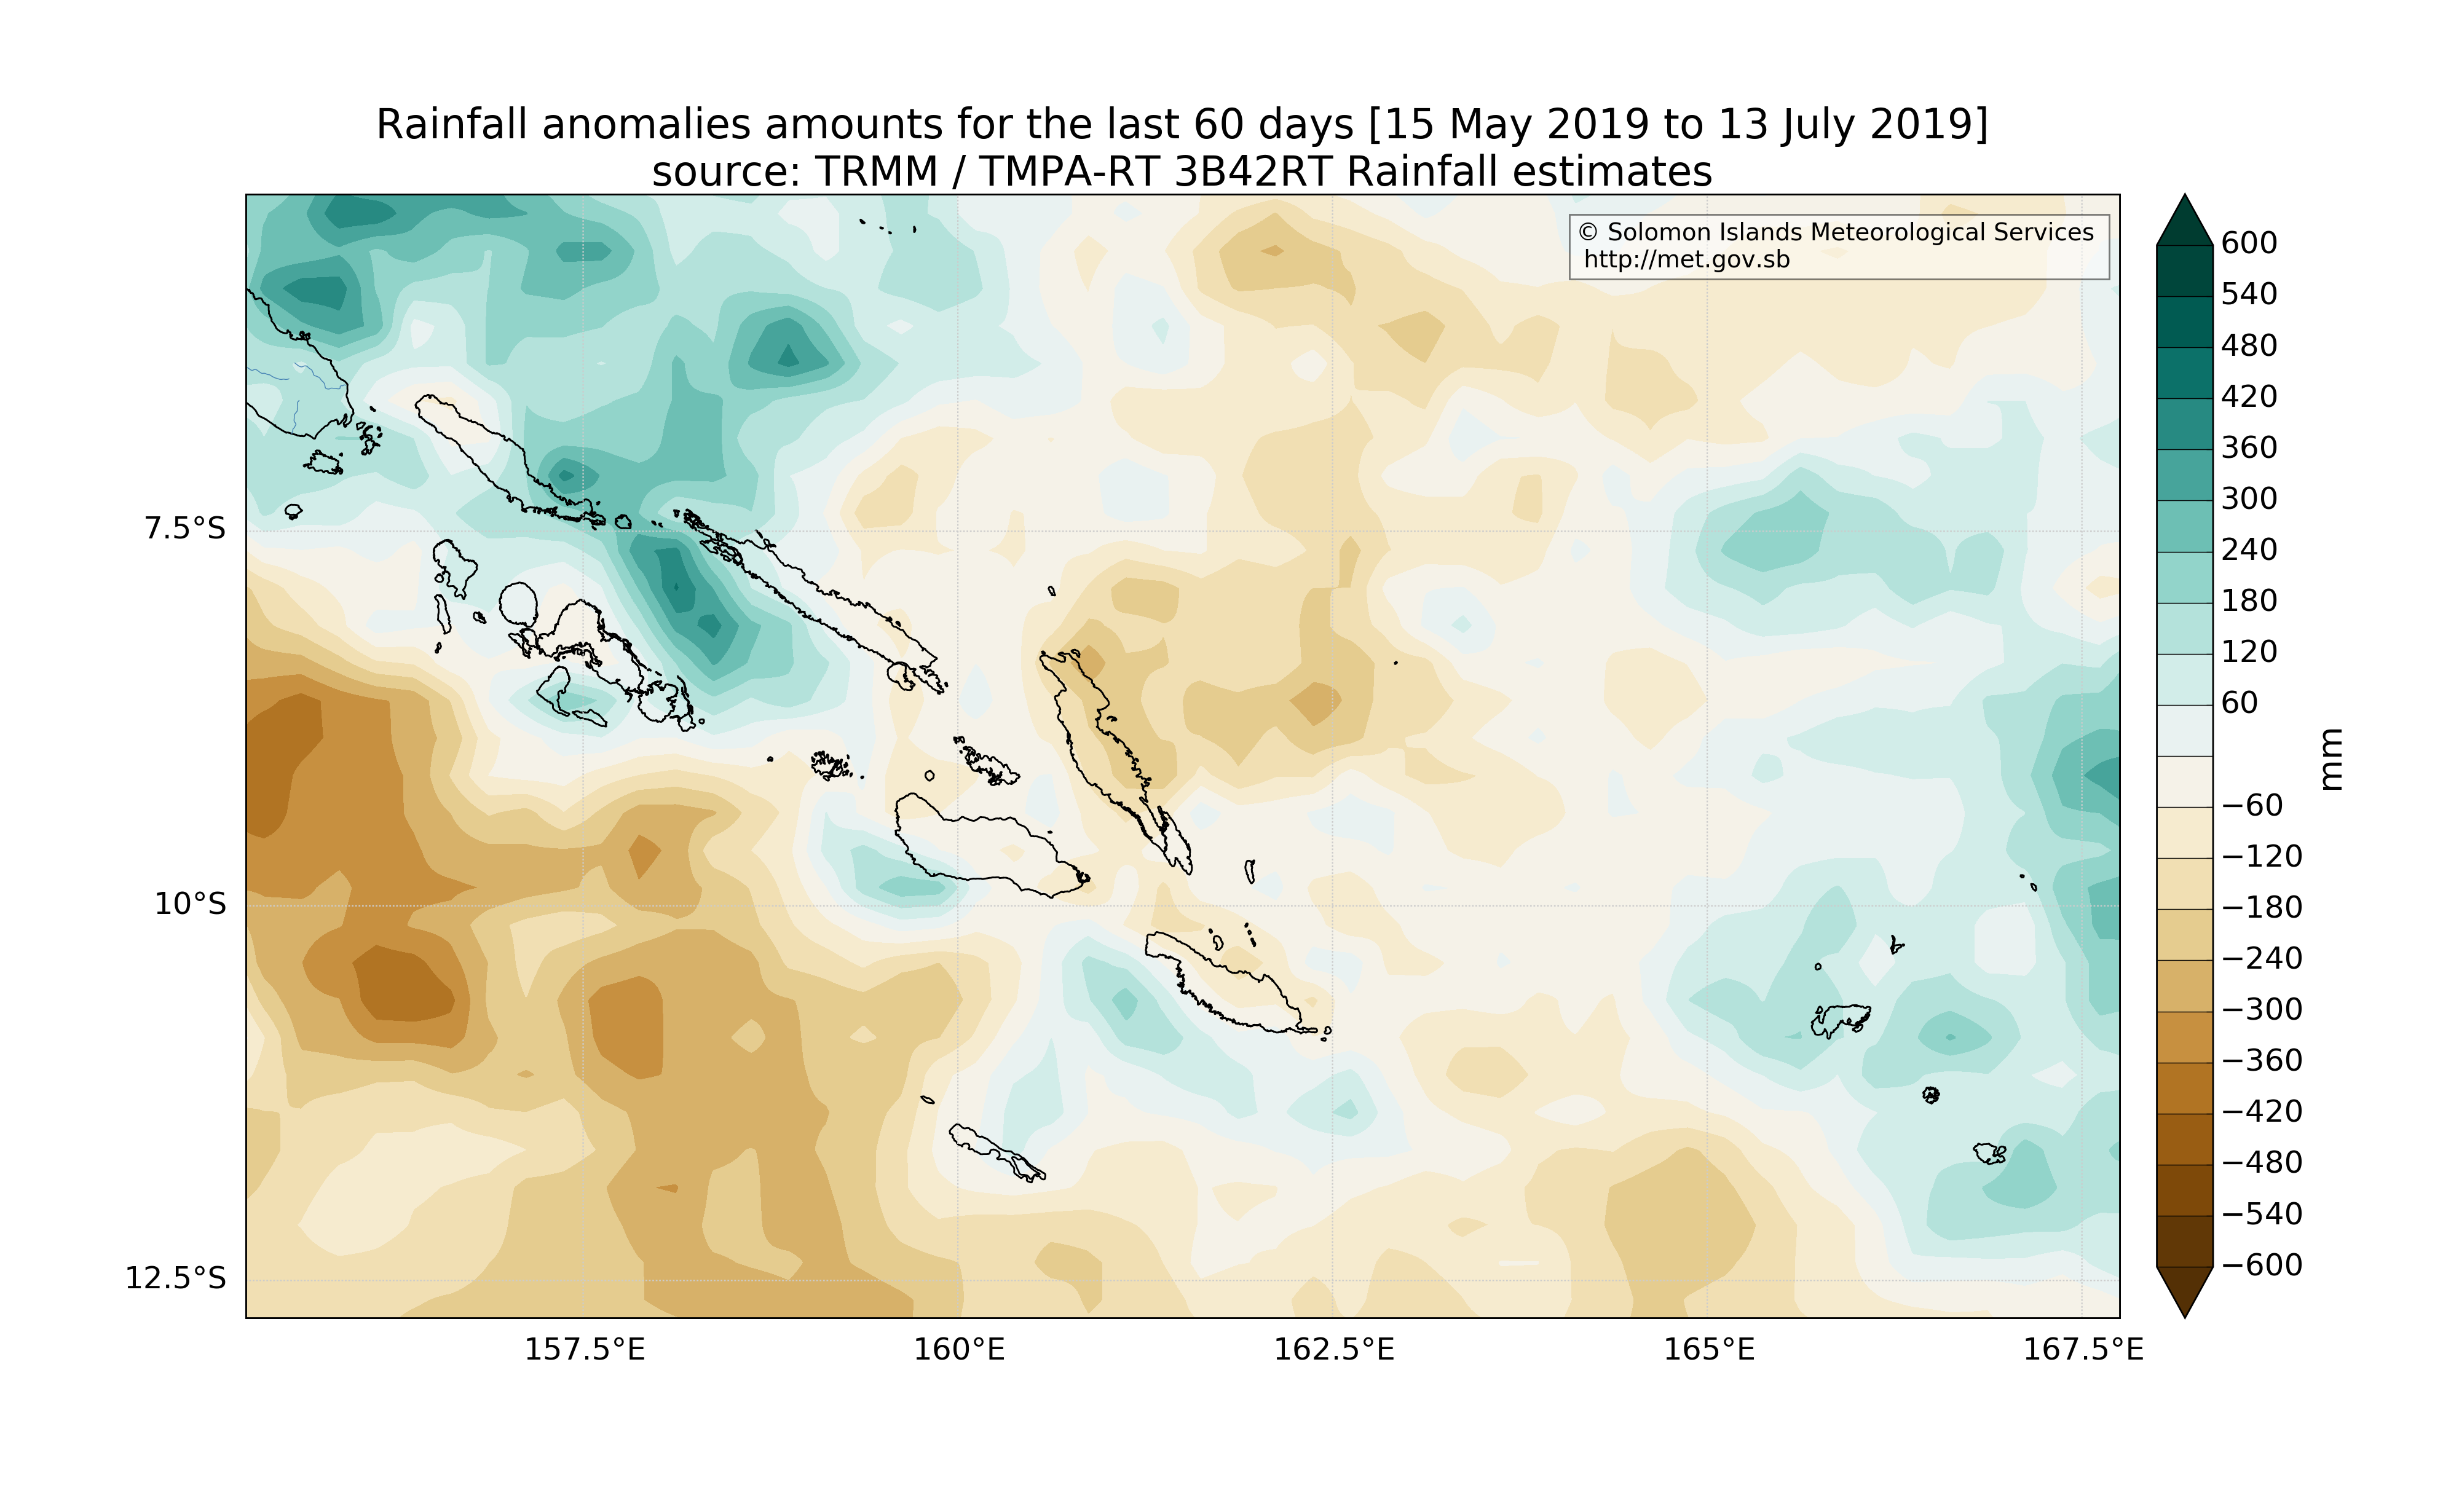 Rainfall anomalies amounts for the last 60 days [15 May 2019 to 13 July 2019]
source: TRMM / TMPA-RT 3B42RT Rainfall estimates
© Solomon Islands Meteorological Services
http://met.gov.sb
7.5°S
10°S
12.5°S
157.5°E
160°E
162.5°E
165°E
167.5°E
600
540
480
420
360
300
240
180
120
60
−60
−120
−180
−240
−300
−360
−420
−480
−540
−600
mm